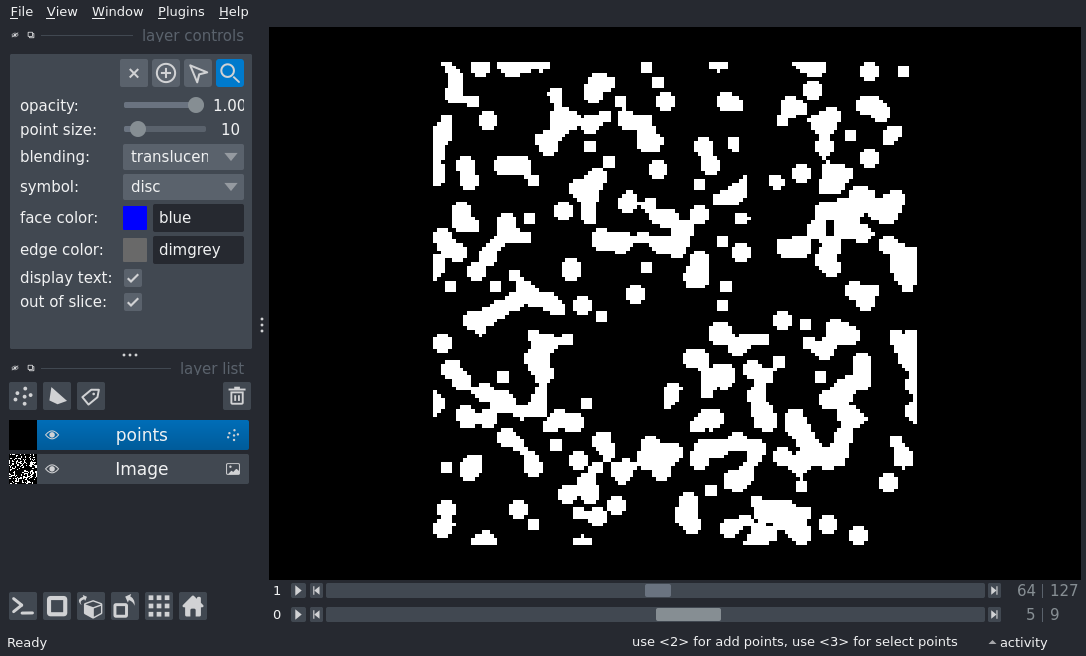 File View Window Plugins Help
layer controls
opacity: 1.00
point size: 10
blending: translucen
symbol: disc
face color: blue
edge color: dimgrey
display text:
out of slice:
layer list
points
Image
1 64 | 127
0 5 | 9
Ready use <2> for add points, use <3> for select points activity